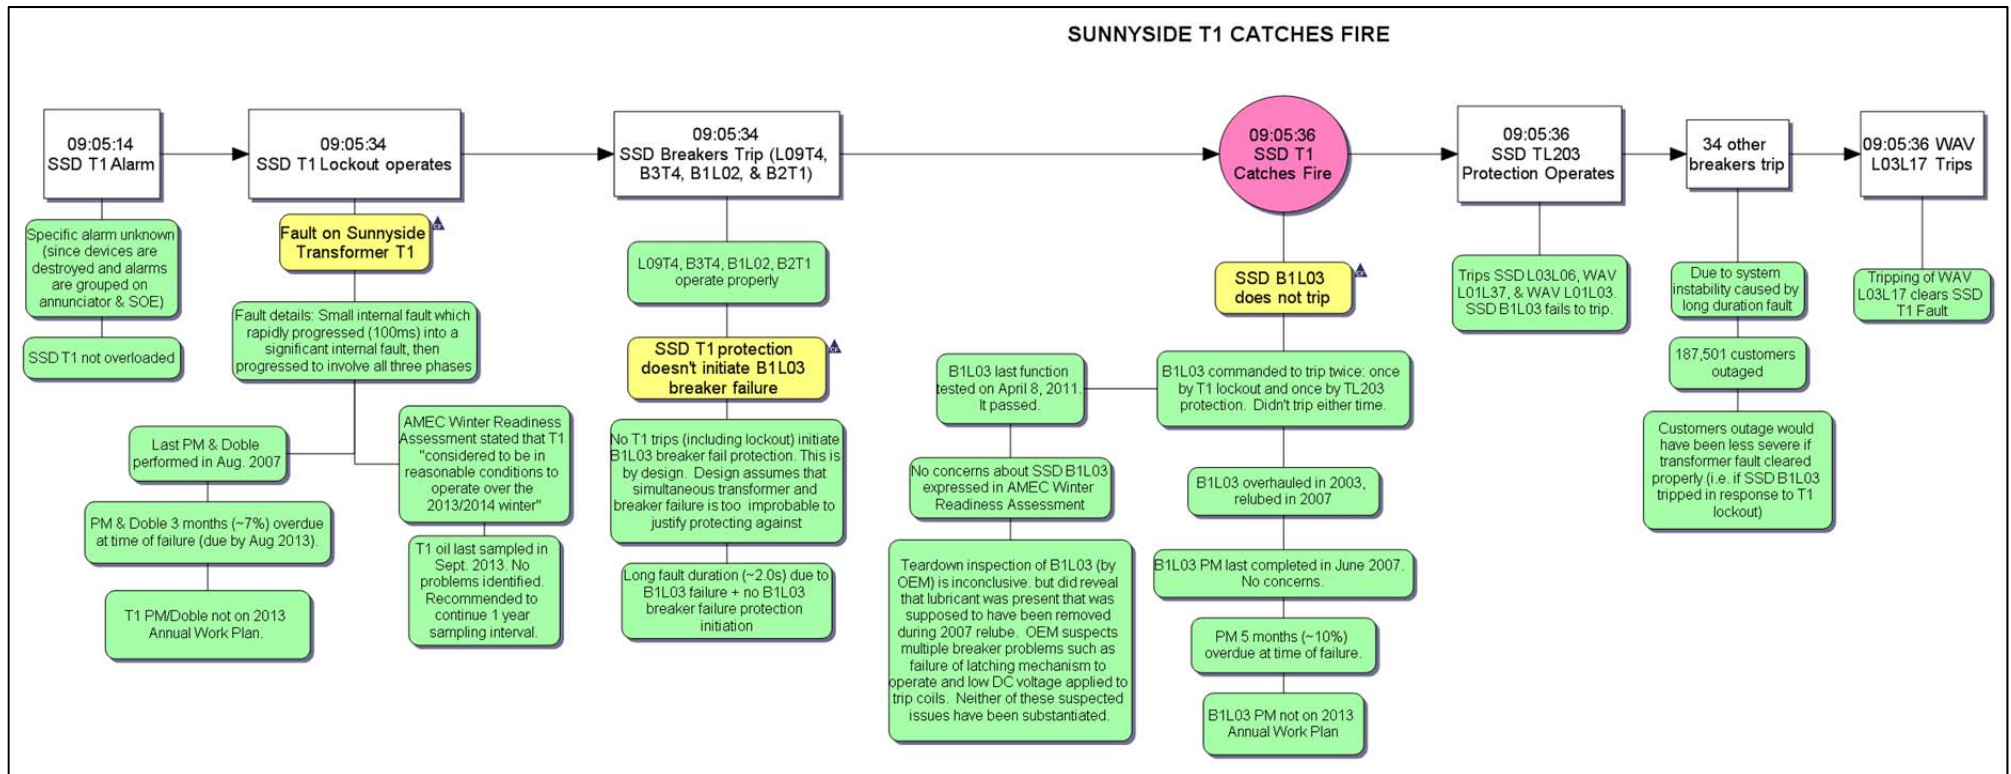 SUNNYSIDE T1 CATCHES FIRE
09:05:14
SSD T1 Alarm
Specific alarm unknown
(since devices are
destroyed and alarms
are grouped on
annunciator & SOE)
SSD T1 not overloaded
09:05:34
SSD T1 Lockout operates
Fault on Sunnyside
Transformer T1
Fault details: Small internal fault which
rapidly progressed (100ms) into a
significant internal fault, then
progressed to involve all three phases
Last PM & Doble
performed in Aug. 2007
PM & Doble 3 months (~7%) overdue
at time of failure (due by Aug 2013).
T1 PM/Doble not on 2013
Annual Work Plan.
AMEC Winter Readiness
Assessment stated that T1
"considered to be in
reasonable conditions to
operate over the
2013/2014 winter"
T1 oil last sampled in
Sept. 2013. No
problems identified.
Recommended to
continue 1 year
sampling interval.
09:05:34
SSD Breakers Trip (L09T4,
B3T4, B1L02, & B2T1)
L09T4, B3T4, B1L02, B2T1
operate properly
SSD T1 protection
doesn't initiate B1L03
breaker failure
No T1 trips (including lockout) initiate
B1L03 breaker fail protection. This is
by design. Design assumes that
simultaneous transformer and
breaker failure is too improbable to
justify protecting against
Long fault duration (~2.0s) due to
B1L03 failure + no B1L03
breaker failure protection
initiation
09:05:36
SSD T1
Catches Fire
SSD B1L03
does not trip
B1L03 commanded to trip twice: once
by T1 lockout and once by TL203
protection. Didn't trip either time.
B1L03 last function
tested on April 8, 2011.
It passed.
No concerns about SSD B1L03
expressed in AMEC Winter
Readiness Assessment
Teardown inspection of B1L03 (by
OEM) is inconclusive. but did reveal
that lubricant was present that was
supposed to have been removed
during 2007 relube. OEM suspects
multiple breaker problems such as
failure of latching mechanism to
operate and low DC voltage applied to
trip coils. Neither of these suspected
issues have been substantiated.
B1L03 overhauled in 2003,
relubed in 2007
B1L03 PM last completed in June 2007.
No concerns.
PM 5 months (~10%)
overdue at time of failure.
B1L03 PM not on 2013
Annual Work Plan
09:05:36
SSD TL203
Protection Operates
Trips SSD L03L06, WAV
L01L37, & WAV L01L03.
SSD B1L03 fails to trip.
34 other
breakers trip
Due to system
instability caused by
long duration fault
187,501 customers
outaged
Customers outage would
have been less severe if
transformer fault cleared
properly (i.e. if SSD B1L03
tripped in response to T1
lockout)
09:05:36 WAV
L03L17 Trips
Tripping of WAV
L03L17 clears SSD
T1 Fault